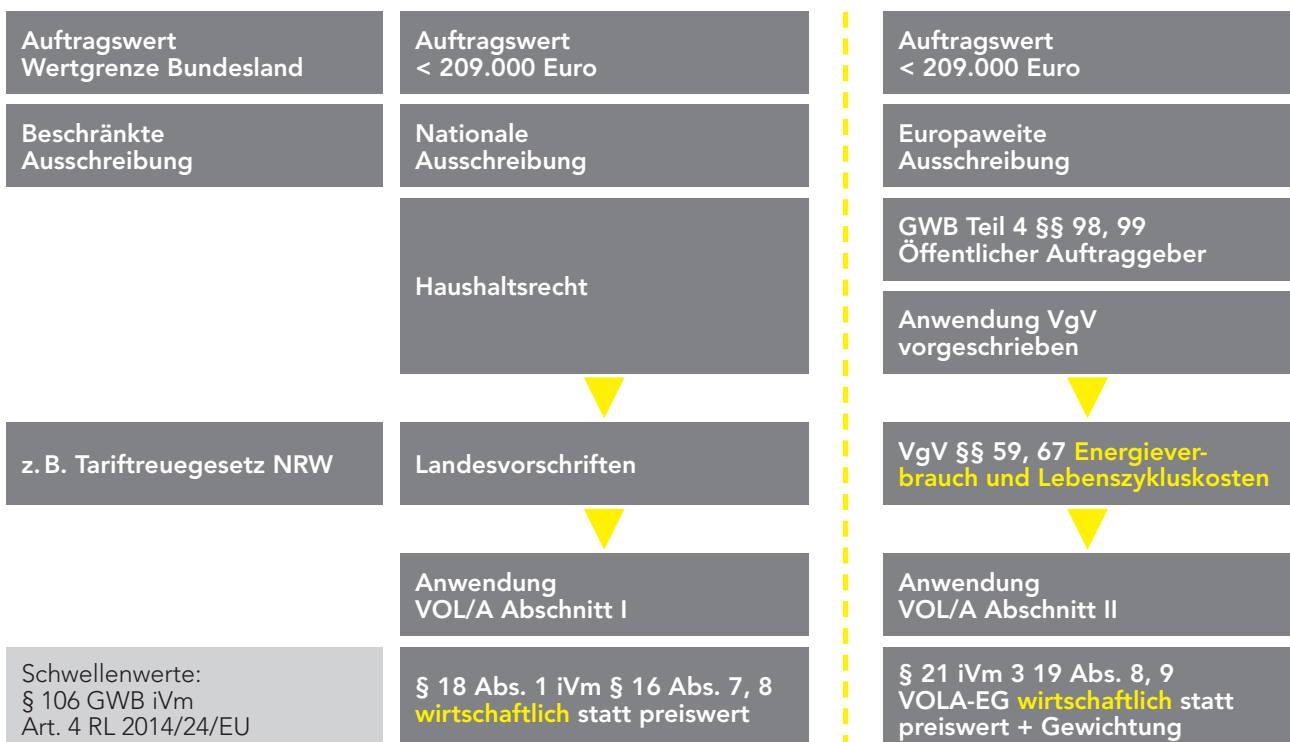 Auftragswert
Wertgrenze Bundesland
Auftragswert
< 209.000 Euro
Auftragswert
< 209.000 Euro
Beschränkte
Ausschreibung
Nationale
Ausschreibung
Europaweite
Ausschreibung
Haushaltsrecht
GWB Teil 4 §§ 98, 99
Öffentlicher Auftraggeber
Anwendung VgV
vorgeschrieben
z. B. Tariftreuegesetz NRW
Landesvorschriften
VgV §§ 59, 67 Energiever-
brauch und Lebenszykluskosten
Anwendung
VOL/A Abschnitt I
Anwendung
VOL/A Abschnitt II
Schwellenwerte:
§ 106 GWB iVm
Art. 4 RL 2014/24/EU
§ 18 Abs. 1 iVm § 16 Abs. 7, 8
wirtschaftlich statt preiswert
§ 21 iVm 3 19 Abs. 8, 9
VOLA-EG wirtschaftlich statt
preiswert + Gewichtung